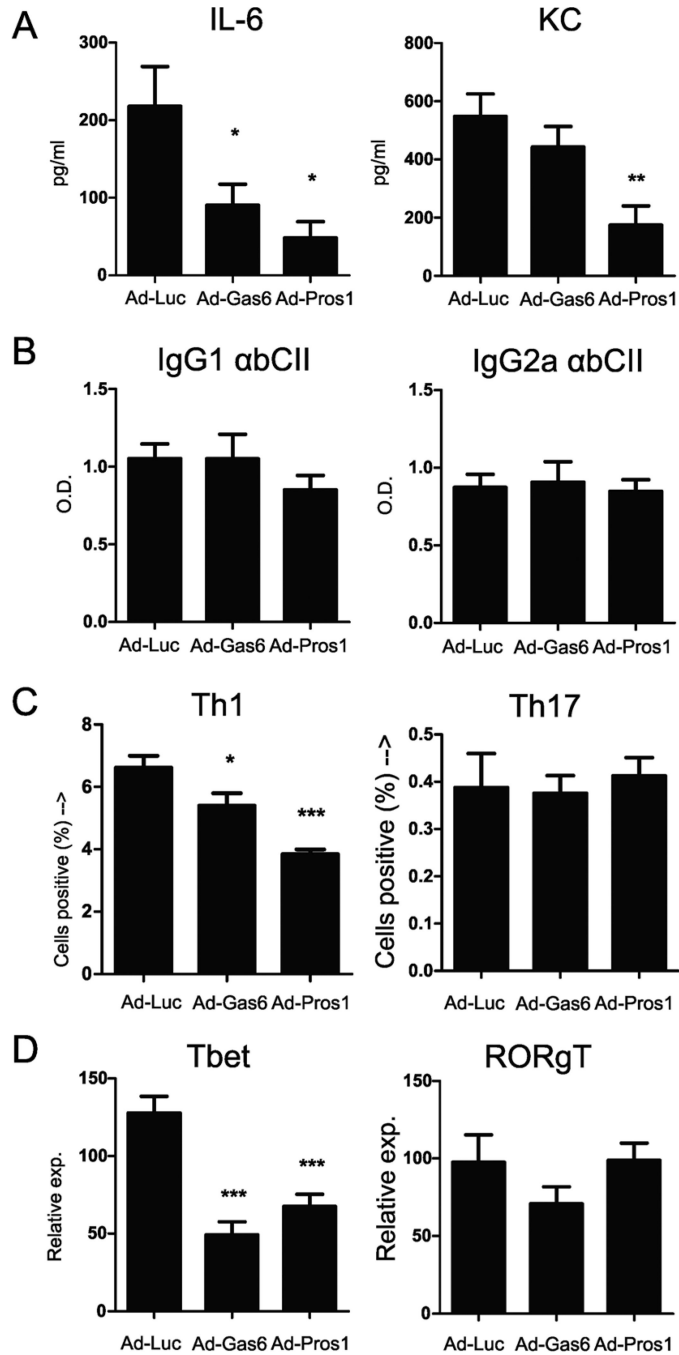 A
IL-6
KC
pg/ml
300
200
100
0
*
*
Ad-Luc Ad-Gas6 Ad-Pros1
pg/ml
800
600
400
200
0
**
Ad-Luc Ad-Gas6 Ad-Pros1
B
IgG1 αbCII
IgG2a αbCII
O.D.
1.5
1.0
0.5
0.0
Ad-Luc Ad-Gas6 Ad-Pros1
O.D.
1.5
1.0
0.5
0.0
Ad-Luc Ad-Gas6 Ad-Pros1
C
Th1
Th17
Cells positive (%) -->
8
6
4
2
0
*
***
Ad-Luc Ad-Gas6 Ad-Pros1
Cells positive (%) -->
0.5
0.4
0.3
0.2
0.1
0.0
Ad-Luc Ad-Gas6 Ad-Pros1
D
Tbet
RORgT
Relative exp.
150
100
50
0
***
***
Ad-Luc Ad-Gas6 Ad-Pros1
Relative exp.
150
100
50
0
Ad-Luc Ad-Gas6 Ad-Pros1